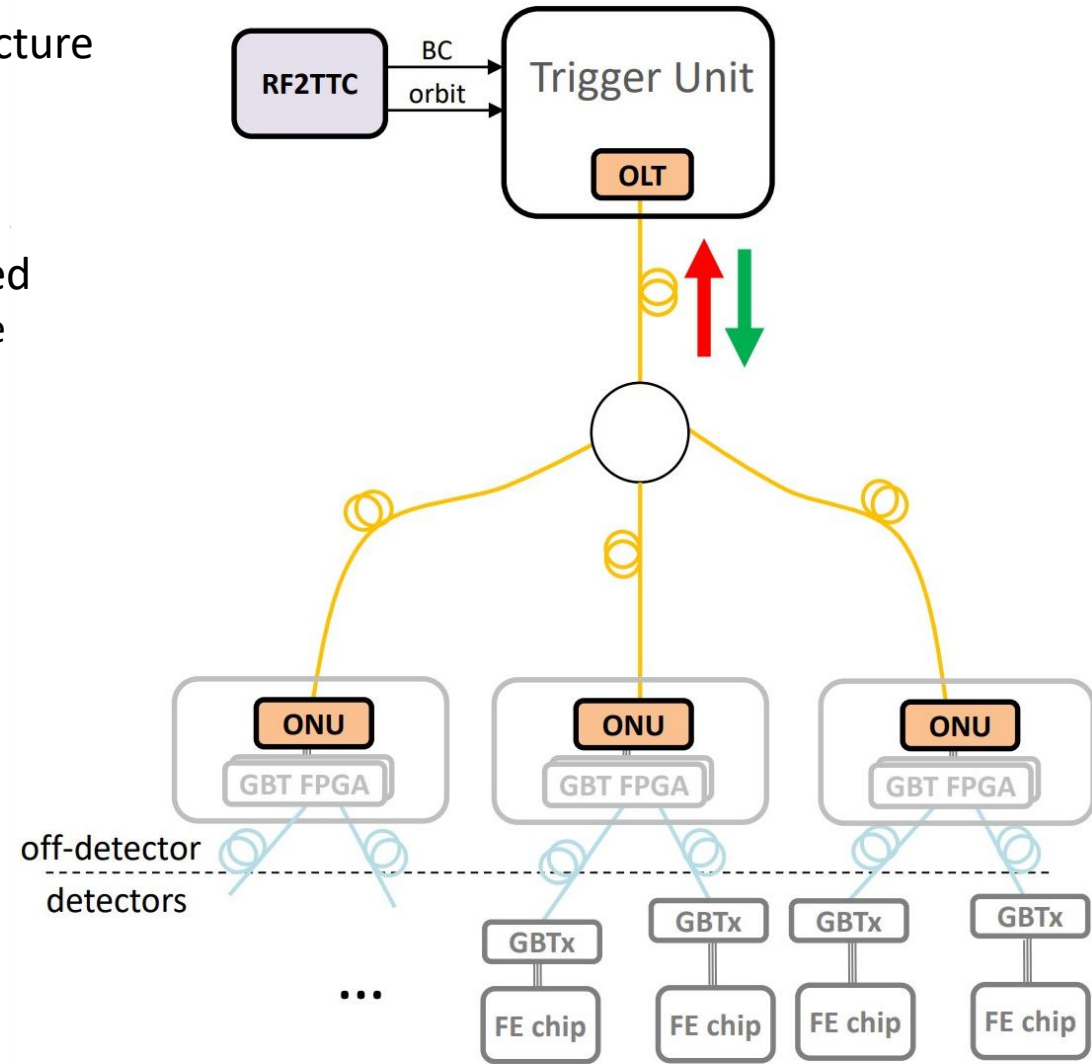 cture
ed
e
RF2TTC
BC
orbit
Trigger Unit
OLT
ONU
ONU
ONU
GBT FPGA
GBT FPGA
GBT FPGA
off-detector
detectors
GBTx
GBTx
GBTx
GBTx
...
FE chip
FE chip
FE chip
FE chip